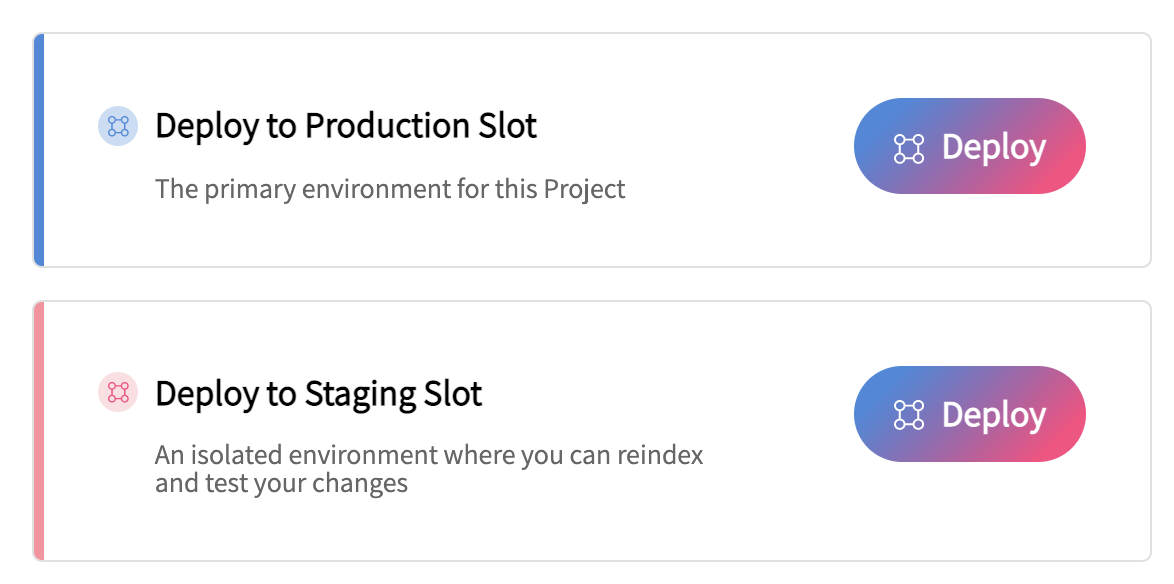 Deploy to Production Slot
The primary environment for this Project
Deploy
Deploy to Staging Slot
An isolated environment where you can reindex
and test your changes
Deploy